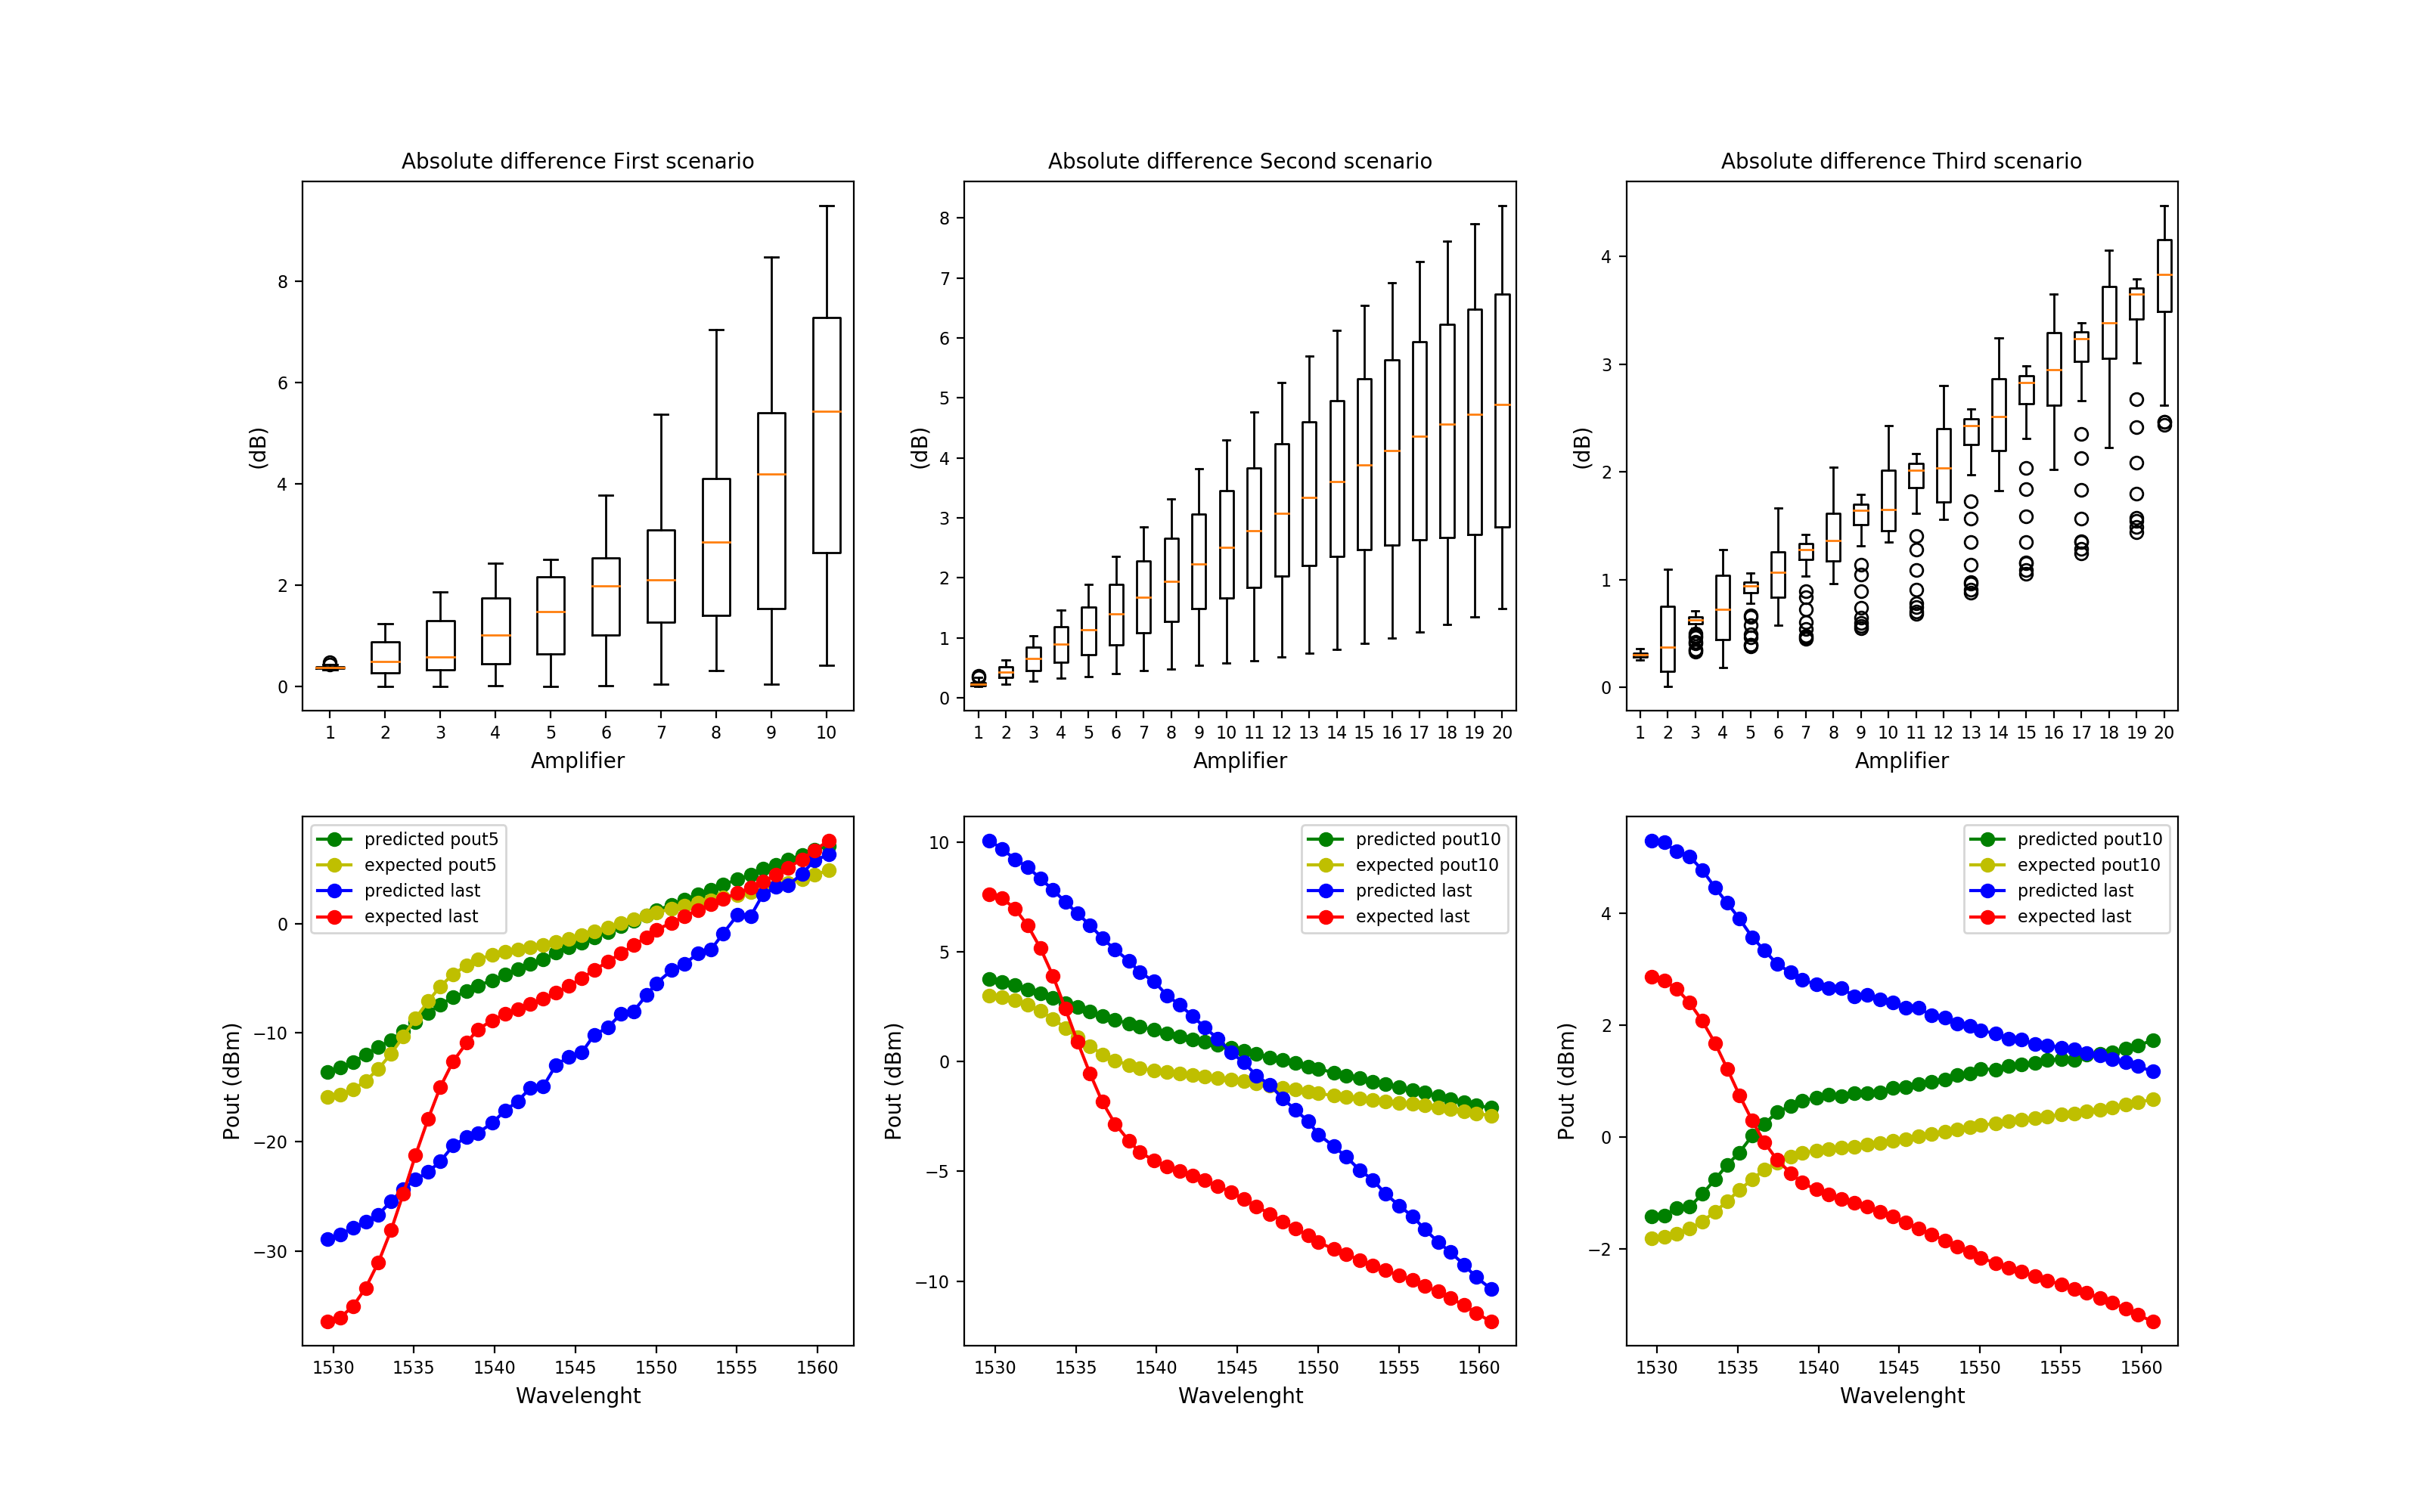 Absolute difference First scenario
(dB)
8
6
4
2
0
1 2 3 4 5 6 7 8 9 10
Amplifier
Absolute difference Second scenario
(dB)
8
7
6
5
4
3
2
1
0
1 2 3 4 5 6 7 8 9 10 11 12 13 14 15 16 17 18 19 20
Amplifier
Absolute difference Third scenario
(dB)
4
3
2
1
0
1 2 3 4 5 6 7 8 9 10 11 12 13 14 15 16 17 18 19 20
Amplifier
predicted pout5
expected pout5
predicted last
expected last
Pout (dBm)
0
−10
−20
−30
1530 1535 1540 1545 1550 1555 1560
Wavelenght
predicted pout10
expected pout10
predicted last
expected last
Pout (dBm)
10
5
0
−5
−10
1530 1535 1540 1545 1550 1555 1560
Wavelenght
predicted pout10
expected pout10
predicted last
expected last
Pout (dBm)
4
2
0
−2
1530 1535 1540 1545 1550 1555 1560
Wavelenght